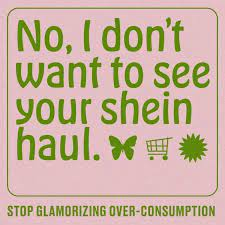 No, I don't
want to see
your shein
haul.
STOP GLAMORIZING OVER-CONSUMPTION